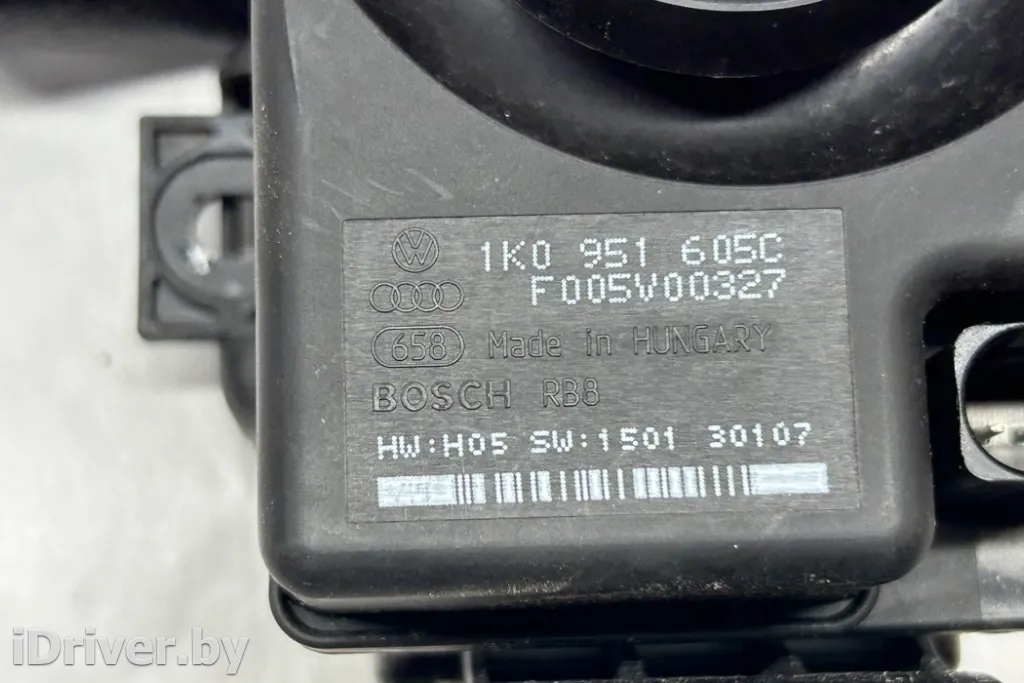 1K0 951 605C
F005V00327
658 Made in HUNGARY
BOSCH RB8
HW:H05 SW:1501 30107
iDriver.by